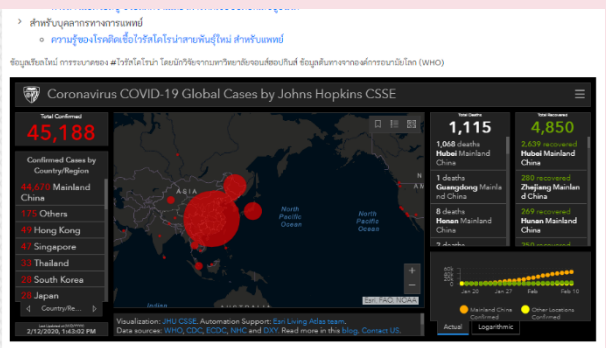 สำหรับบุคลากรทางการแพทย์
ความรู้ของโรคติดเชื้อไวรัสโคโรน่าสายพันธุ์ใหม่ สำหรับแพทย์
ข้อมูลเรียลไทม์ การระบาดของ #ไวรัสโคโรน่า โดยนักวิจัยจากมหาวิทยาลัยจอนส์ฮอปกินส์ ข้อมูลต้นทางจากองค์การอนามัยโลก (WHO)
Coronavirus COVID-19 Global Cases by Johns Hopkins CSSE
Total Confirmed
45,188
Confirmed Cases by
Country/Region
44,670 Mainland
China
175 Others
49 Hong Kong
47 Singapore
33 Thailand
28 South Korea
28 Japan
Country/Re...
2/12/2020, 1:43:02 PM
ASIA
North
Pacific
Ocean
North
Pacific
Ocean
N
A M
Indian
AUSTRALIA
+
−
Esri, FAO, NOAA
Visualization: JHU CSSE. Automation Support: Esri Living Atlas team.
Data sources: WHO, CDC, ECDC, NHC and DXY. Read more in this blog. Contact US.
Total Deaths
1,115
1,068 deaths
Hubei Mainland
China
1 deaths
Guangdong Mainla
nd China
8 deaths
Henan Mainland
China
Total Recovered
4,850
2,639 recovered
Hubei Mainland
China
280 recovered
Zhejiang Mainlan
d China
269 recovered
Hunan Mainland
China
250 recovered
Jan 20
Jan 27
Feb
Feb 10
Mainland China
Confirmed
Other Locations
Confirmed
Actual
Logarithmic